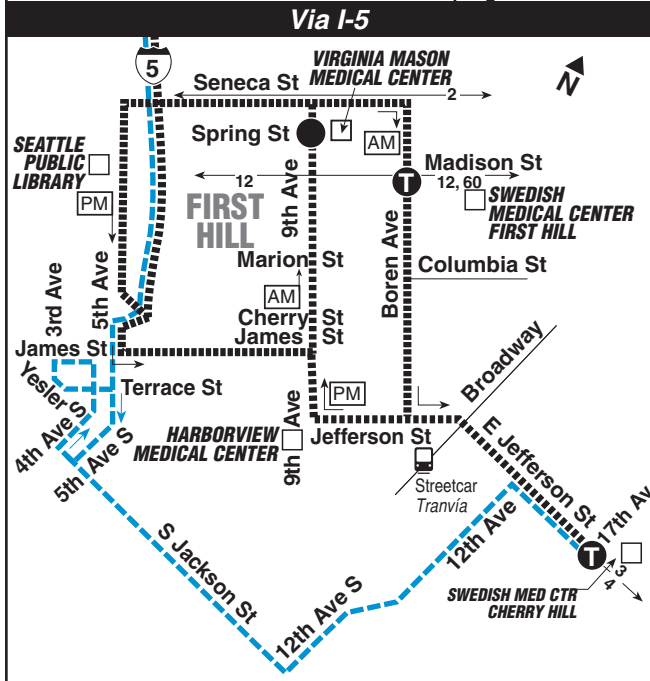 Via I-5
5
VIRGINIA MASON
MEDICAL CENTER
N
Seneca St
2
Spring St
AM
SEATTLE
PUBLIC
LIBRARY
PM
Madison St
12
12, 60
T
SWEDISH
MEDICAL CENTER
FIRST HILL
FIRST
HILL
9th Ave
Boren Ave
Marion St
Columbia St
AM
3rd Ave
5th Ave
Cherry St
James St
James St
Yesler
Terrace St
PM
Broadway
4th Ave S
5th Ave S
HARBORVIEW
MEDICAL CENTER
9th Ave
Jefferson St
E Jefferson St
Streetcar
Tranvía
17th Av
12th Ave
T
3
4
S Jackson St
12th Ave S
SWEDISH MED CTR
CHERRY HILL